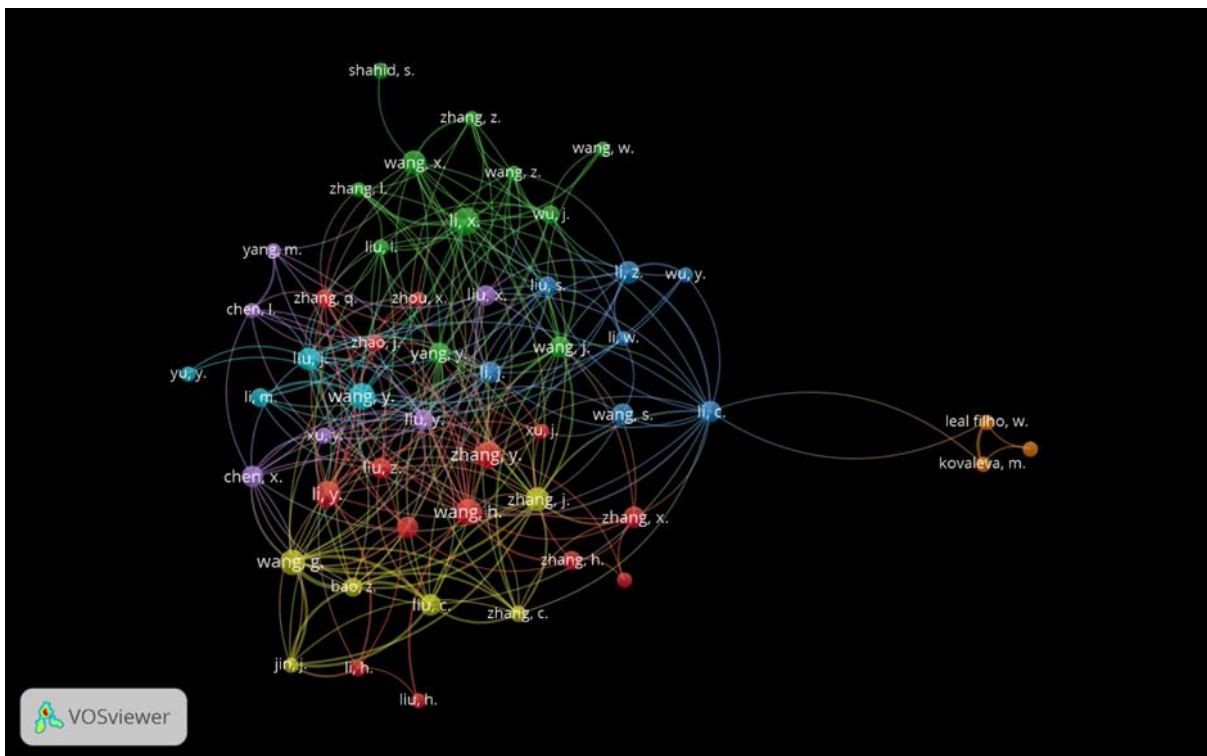 shahid, s.
zhang, z.
wang, w.
wang, x.
wang, z.
zhang, l.
wu, j.
li, x.
liu, l.
yang, m.
li, z.
wu, y.
liu, s.
liu, x.
zhang, q.
zhou, x.
chen, l.
li, w.
zhao, j.
wang, j.
yang, y.
liu, j.
li, j.
yu, y.
li, m.
wang, y.
li, c.
wang, s.
liu, y.
leal filho, w.
xu, j.
xu, y.
zhang, y.
kovaleva, m.
liu, z.
chen, x.
li, y.
zhang, j.
wang, h.
zhang, x.
zhang, h.
wang, g.
bao, z.
liu, c.
zhang, c.
jin, j.
li, h.
liu, h.
VOSviewer